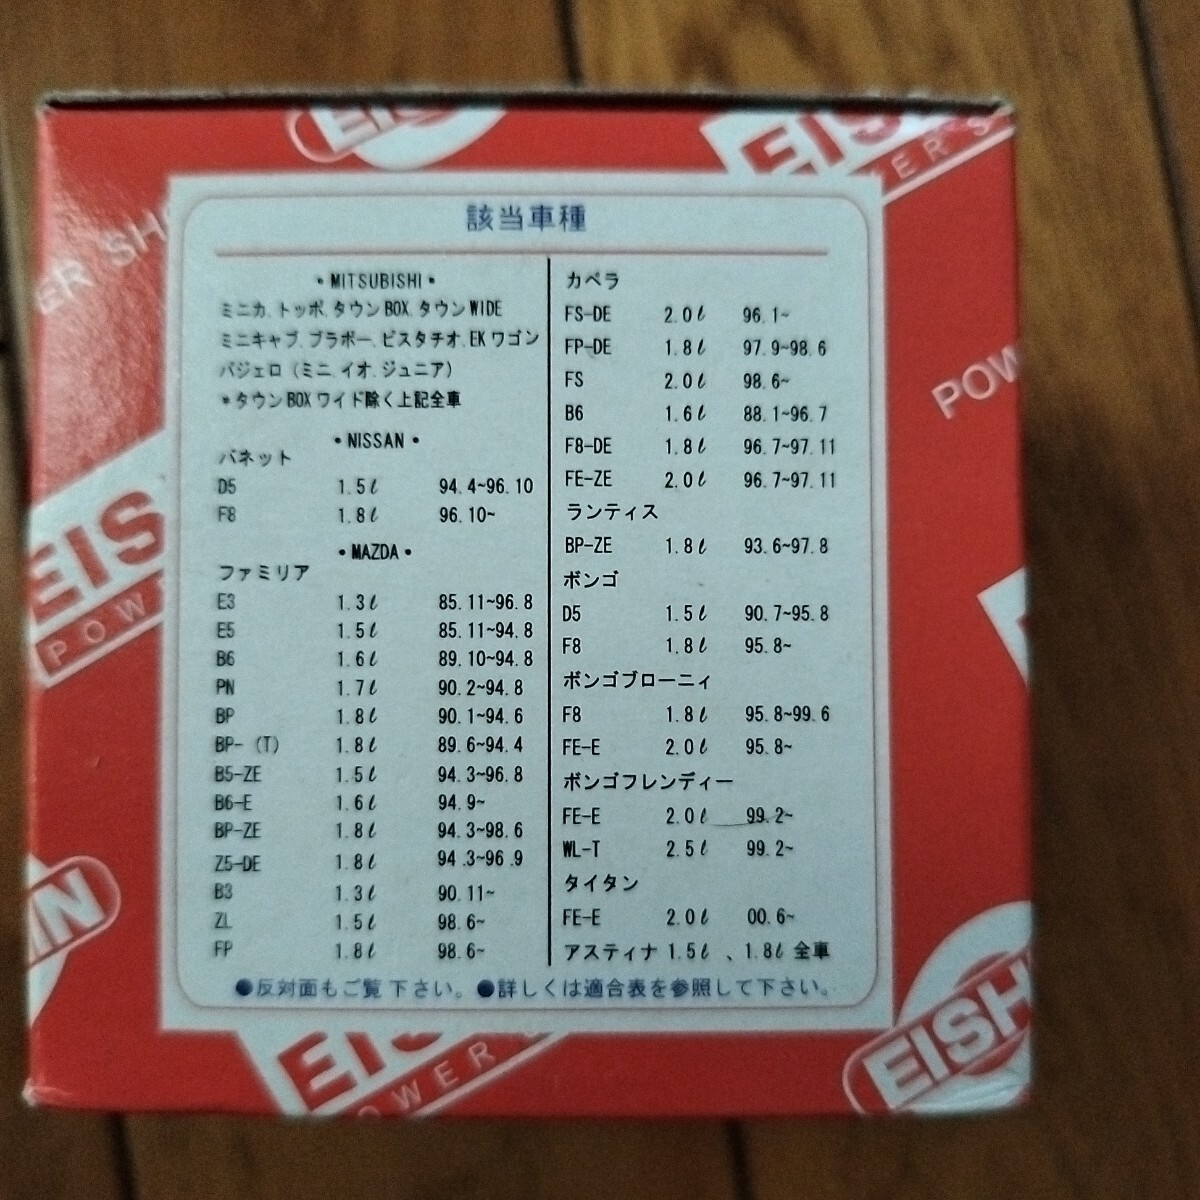 EISHIN
POWER'S
ER SH
該当車種
•MITSUBISHI•
ミニカ.トッポ.タウンBOX.タウンWIDE
ミニキャブ.ブラボー.ピスタチオ.EKワゴン
パジェロ(ミニ.イオ.ジュニア)
*タウンBOXワイド除く上記全車
•NISSAN•
バネット
D5 1.5ℓ 94.4~96.10
F8 1.8ℓ 96.10~
•MAZDA•
ファミリア
E3 1.3ℓ 85.11~96.8
E5 1.5ℓ 85.11~94.8
B6 1.6ℓ 89.10~94.8
PN 1.7ℓ 90.2~94.8
BP 1.8ℓ 90.1~94.6
BP-(T) 1.8ℓ 89.6~94.4
B5-ZE 1.5ℓ 94.3~96.8
B6-E 1.6ℓ 94.9~
BP-ZE 1.8ℓ 94.3~98.6
Z5-DE 1.8ℓ 94.3~96.9
B3 1.3ℓ 90.11~
ZL 1.5ℓ 98.6~
FP 1.8ℓ 98.6~
カペラ
FS-DE 2.0ℓ 96.1~
FP-DE 1.8ℓ 97.9~98.6
FS 2.0ℓ 98.6~
B6 1.6ℓ 88.1~96.7
F8-DE 1.8ℓ 96.7~97.11
FE-ZE 2.0ℓ 96.7~97.11
ランティス
BP-ZE 1.8ℓ 93.6~97.8
ボンゴ
D5 1.5ℓ 90.7~95.8
F8 1.8ℓ 95.8~
ボンゴブローニィ
F8 1.8ℓ 95.8~99.6
FE-E 2.0ℓ 95.8~
ボンゴフレンディー
FE-E 2.0ℓ 99.2~
WL-T 2.5ℓ 99.2~
タイタン
FE-E 2.0ℓ 00.6~
アスティナ 1.5ℓ、1.8ℓ 全車
●反対面もご覧下さい。●詳しくは適合表を参照して下さい。
POW
EIS
POW
IN
EIS
OWER
EISH